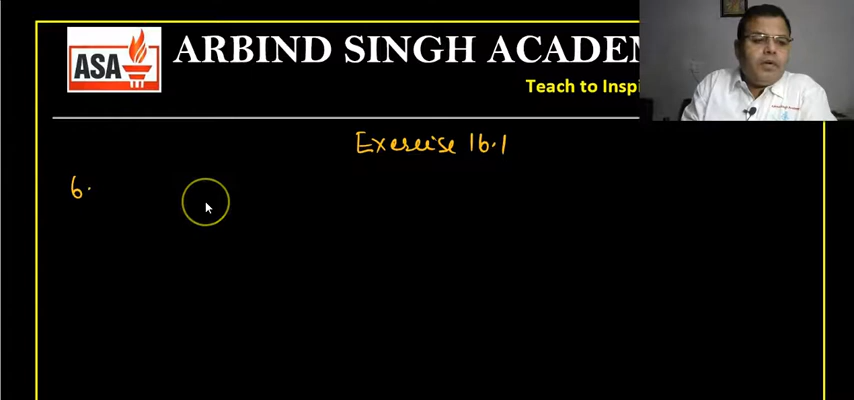 ASA
ARBIND SINGH ACADEM
Teach to Inspi
Exercise 16.1
6.